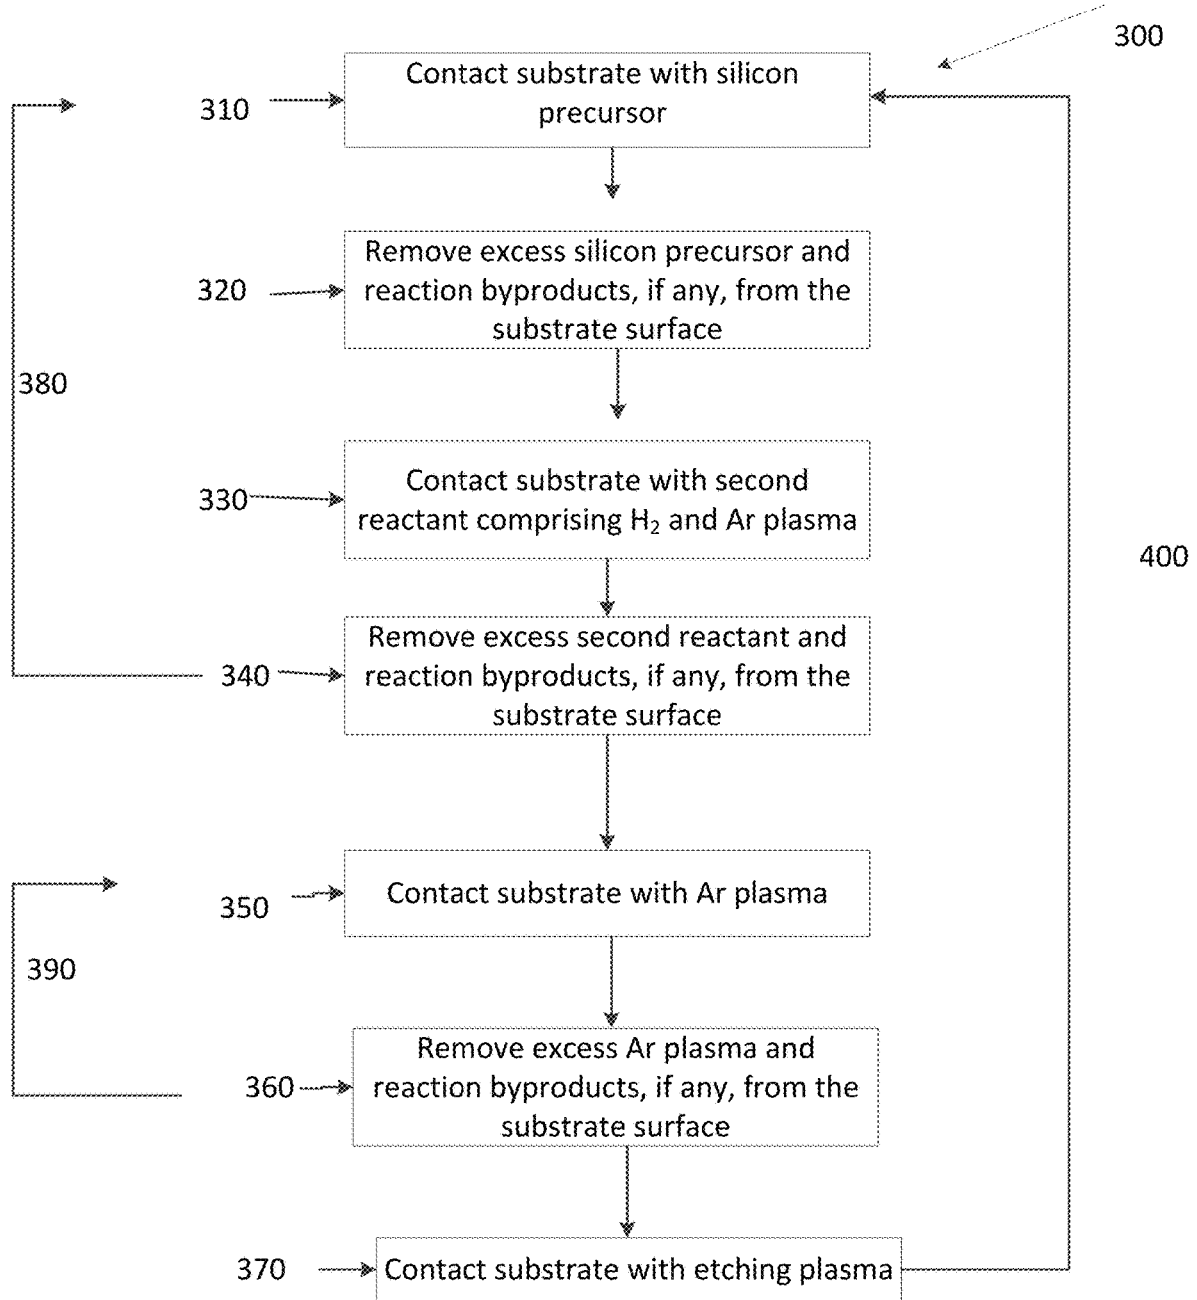 300
Contact substrate with silicon
precursor
310
Remove excess silicon precursor and
reaction byproducts, if any, from the
substrate surface
320
380
Contact substrate with second
reactant comprising H₂ and Ar plasma
330
400
Remove excess second reactant and
reaction byproducts, if any, from the
substrate surface
340
Contact substrate with Ar plasma
350
390
Remove excess Ar plasma and
reaction byproducts, if any, from the
substrate surface
360
Contact substrate with etching plasma
370